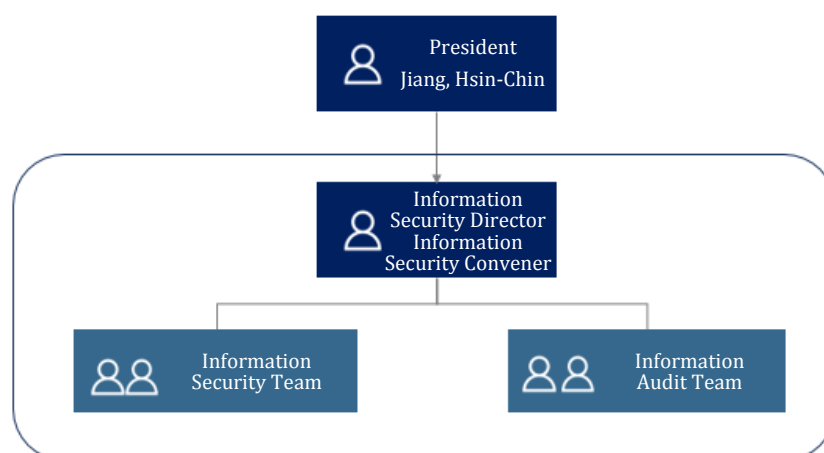 President
Jiang, Hsin-Chin
Information
Security Director
Information
Security Convener
Information
Security Team
Information
Audit Team